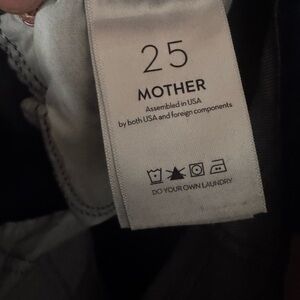 25
MOTHER
Assembled in USA
by both USA and foreign components
DO YOUR OWN LAUNDRY